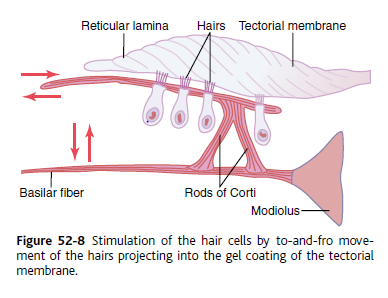 Reticular lamina Hairs Tectorial membrane
Basilar fiber Rods of Corti
Modiolus
Figure 52-8 Stimulation of the hair cells by to-and-fro move-
ment of the hairs projecting into the gel coating of the tectorial
membrane.